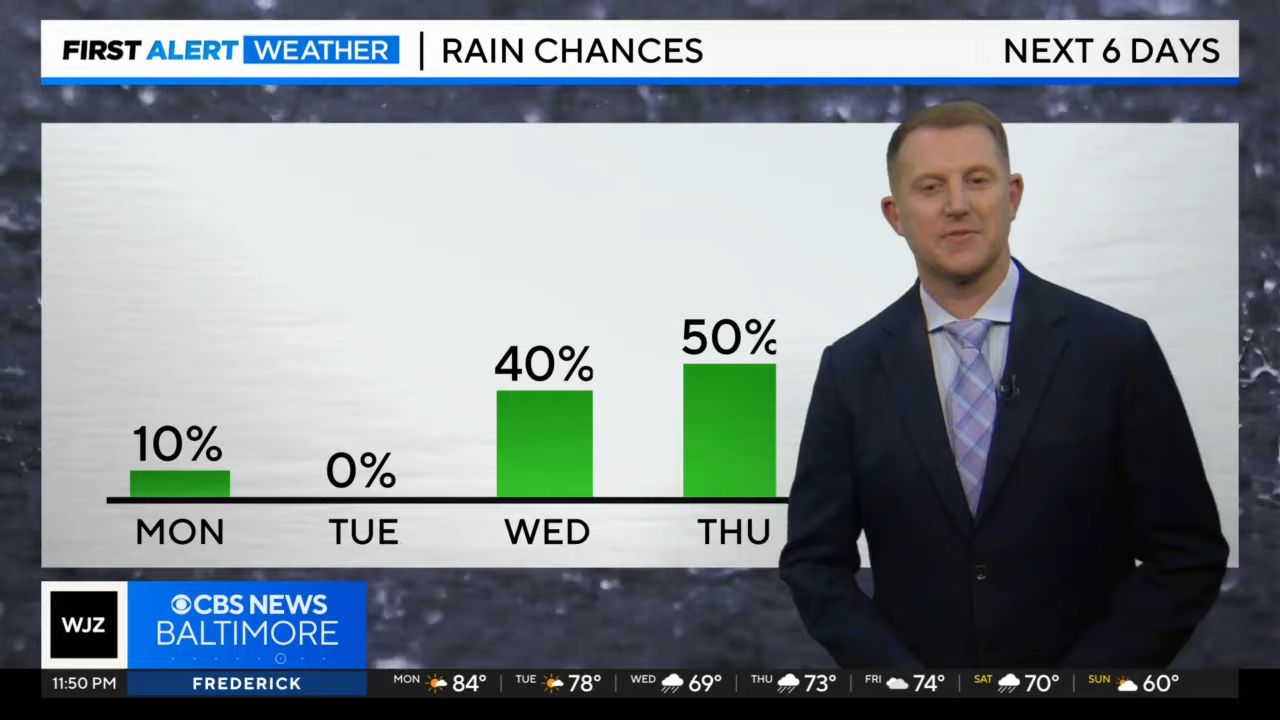 FIRST ALERT WEATHER | RAIN CHANCES NEXT 6 DAYS
10% 0% 40% 50%
MON TUE WED THU
WJZ
CBS NEWS
BALTIMORE
11:50 PM FREDERICK MON 84° | TUE 78° | WED 69° | THU 73° | FRI 74° | SAT 70° | SUN 60°